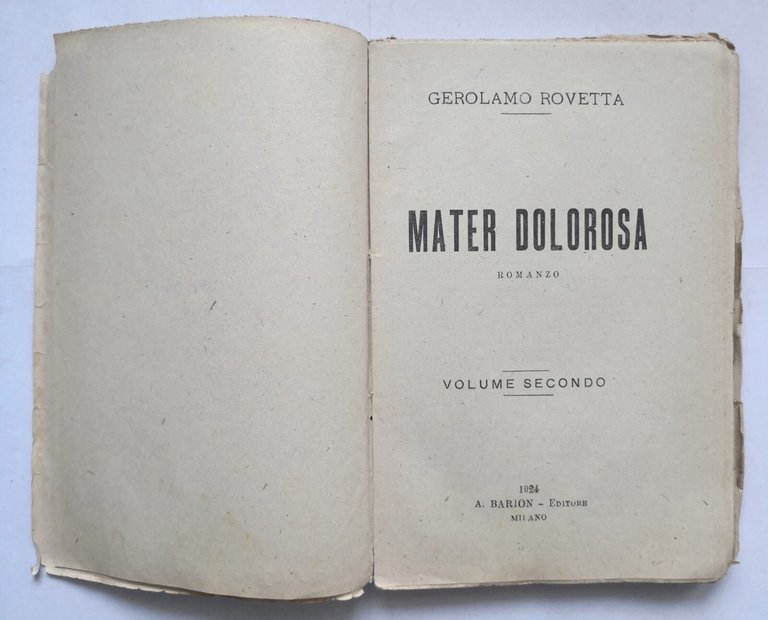 GEROLAMO ROVETTA
MATER DOLOROSA
ROMANZO
VOLUME SECONDO
1924
A. BARION - EDITORE
MILANO